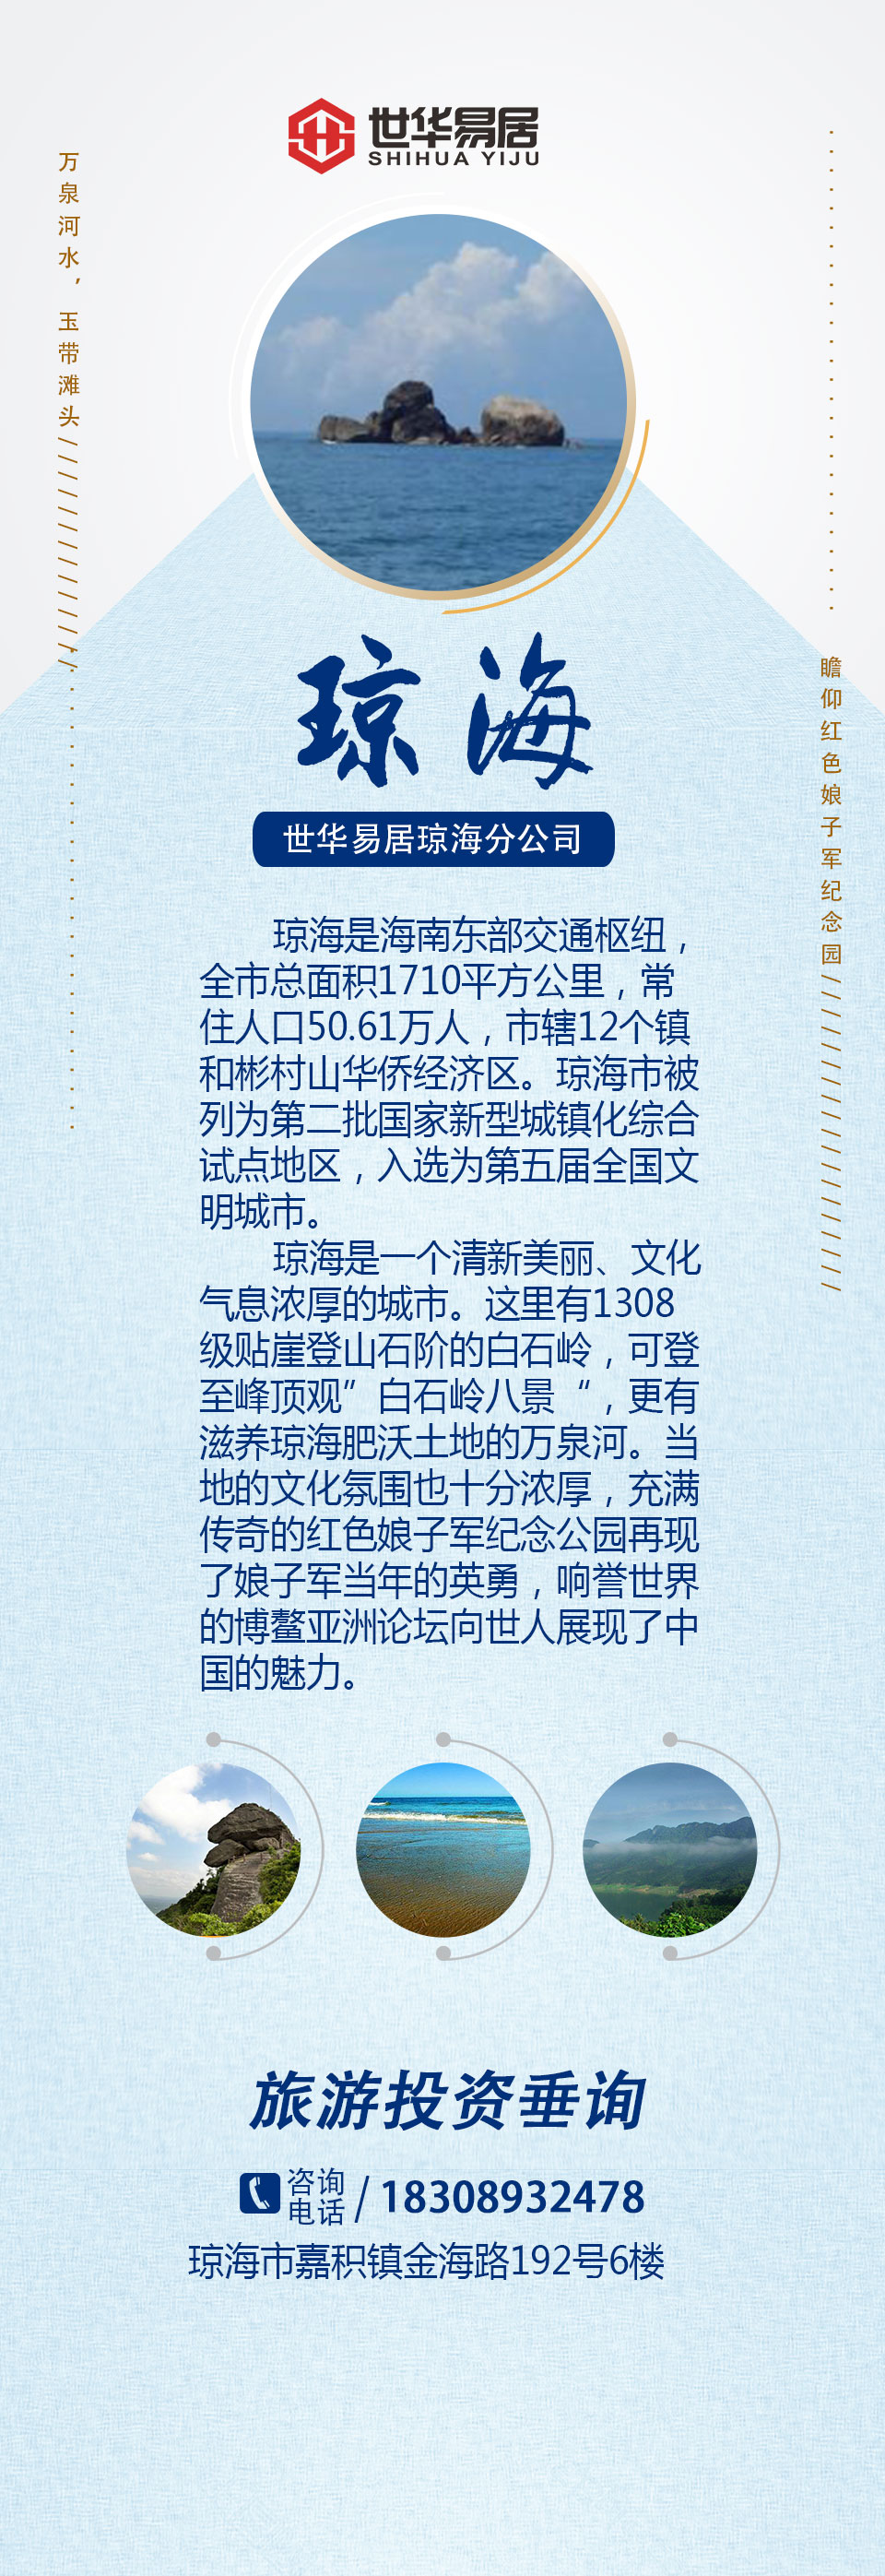 世华易居
SHIHUA YIJU
万泉河水，玉带滩头////////////////
琼海
世华易居琼海分公司
瞻仰红色娘子军纪念园///////////////////
琼海是海南东部交通枢纽，
全市总面积1710平方公里，常
住人口50.61万人，市辖12个镇
和彬村山华侨经济区。琼海市被
列为第二批国家新型城镇化综合
试点地区，入选为第五届全国文
明城市。
琼海是一个清新美丽、文化
气息浓厚的城市。这里有1308
级贴崖登山石阶的白石岭，可登
至峰顶观”白石岭八景“，更有
滋养琼海肥沃土地的万泉河。当
地的文化氛围也十分浓厚，充满
传奇的红色娘子军纪念公园再现
了娘子军当年的英勇，响誉世界
的博鳌亚洲论坛向世人展现了中
国的魅力。
旅游投资垂询
咨询电话/18308932478
琼海市嘉积镇金海路192号6楼